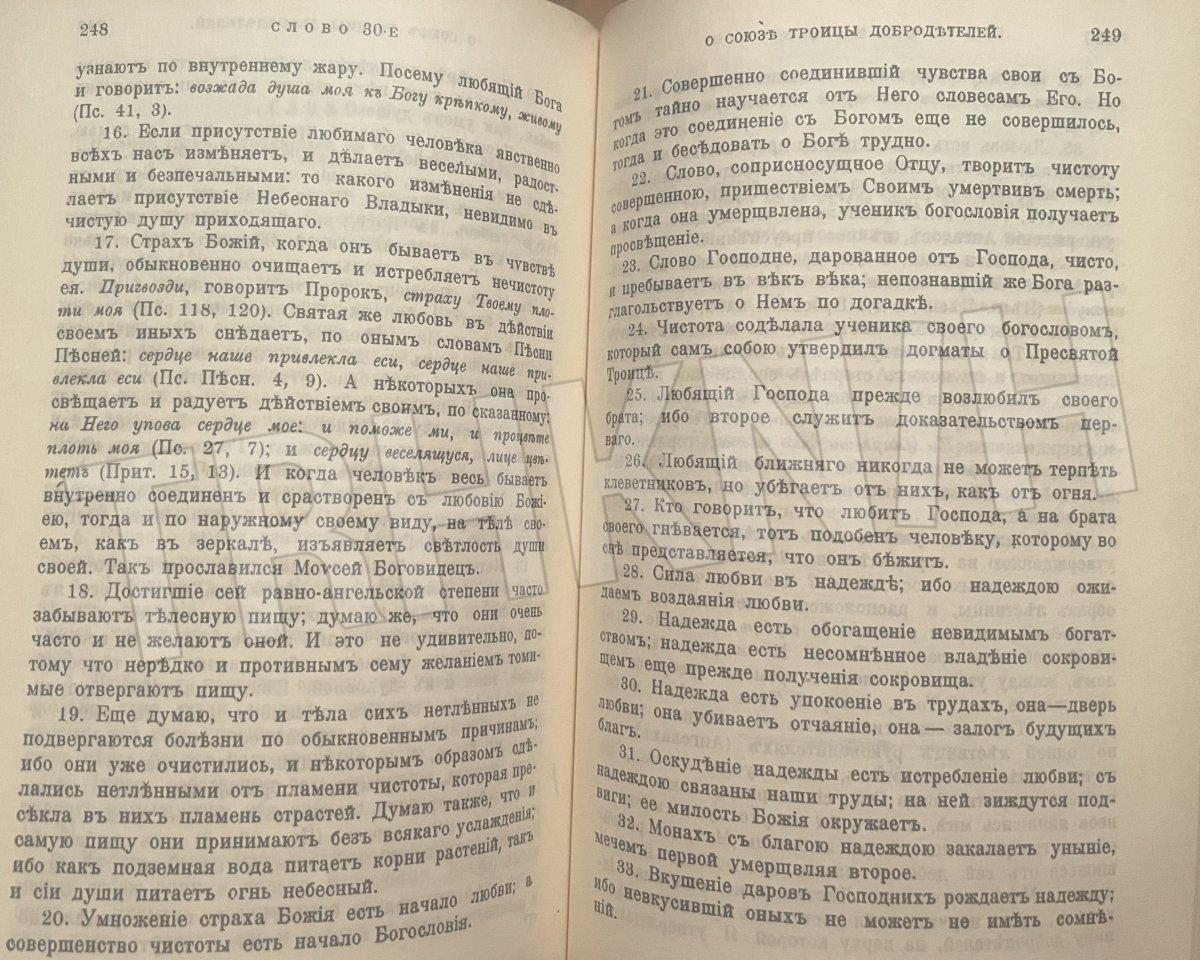 248
СЛОВО 30-Е
узнаютъ по внутреннему жару. Посему любящій Бога
и говоритъ: возжада душа моя къ Богу крѣпкому, живому
(Пс. 41, 3).
16. Если присутствіе любимаго человѣка явственно
всѣхъ насъ измѣняетъ, и дѣлаетъ веселыми, радост-
ными и безпечальными: то какого измѣненія не сдѣ-
лаетъ присутствіе Небеснаго Владыки, невидимо въ
чистую душу приходящаго.
17. Страхъ Божій, когда онъ бываетъ въ чувствѣ
души, обыкновенно очищаетъ и истребляетъ нечистоту
ея. Пригвозди, говоритъ Пророкъ, страху Твоему пло-
ти моя (Пс. 118, 120). Святая же любовь въ дѣйствіи
своемъ иныхъ снѣдаетъ, по онымъ словамъ Пѣсни
Пѣсней: сердце наше привлекла еси, сердце наше при-
влекла еси (Пс. Пѣсн. 4, 9). А нѣкоторыхъ она про-
свѣщаетъ и радуетъ дѣйствіемъ своимъ, по сказанному:
на Него упова сердце мое: и поможе ми, и процвѣте
плоть моя (Пс. 27, 7); и сердцу веселящуся, лице цвѣ-
тетъ (Прит. 15, 13). И когда человѣкъ весь бываетъ
внутренно соединенъ и срастворенъ съ любовію Божі-
ею, тогда и по наружному своему виду, на тѣлѣ сво-
емъ, какъ въ зеркалѣ, изъявляетъ свѣтлость души
своей. Такъ прославился Моѵсей Боговидецъ.
18. Достигшіе сей равно-ангельской степени часто
забываютъ тѣлесную пищу; думаю же, что они очень
часто и не желаютъ оной. И это не удивительно, по-
тому что нерѣдко и противнымъ сему желаніемъ томи-
мые отвергаютъ пищу.
19. Еще думаю, что и тѣла сихъ нетлѣнныхъ не
подвергаются болѣзни по обыкновеннымъ причинамъ;
ибо они уже очистились, и нѣкоторымъ образомъ сдѣ-
лались нетлѣнными отъ пламени чистоты, которая пре-
сѣкла въ нихъ пламень страстей. Думаю также, что и
самую пищу они принимаютъ безъ всякаго услажденія;
ибо какъ подземная вода питаетъ корни растеній, такъ
и сіи души питаетъ огнь небесный.
20. Умноженіе страха Божія есть начало любви; а
совершенство чистоты есть начало Богословія.
О СОЮЗѢ ТРОИЦЫ ДОБРОДѢТЕЛЕЙ.
249
21. Совершенно соединившій чувства свои съ Бо-
гомъ тайно научается отъ Него словесамъ Его. Но
когда это соединеніе съ Богомъ еще не совершилось,
тогда и бесѣдовать о Богѣ трудно.
22. Слово, соприсносущное Отцу, творитъ чистоту
совершенною, пришествіемъ Своимъ умертвивъ смерть;
а когда она умерщвлена, ученикъ богословія получаетъ
просвѣщеніе.
23. Слово Господне, дарованное отъ Господа, чисто,
и пребываетъ въ вѣкъ вѣка; непознавшій же Бога раз-
глагольствуетъ о Немъ по догадкѣ.
24. Чистота содѣлала ученика своего богословомъ,
который самъ собою утвердилъ догматы о Пресвятой
Троицѣ.
25. Любящій Господа прежде возлюбилъ своего
брата; ибо второе служитъ доказательствомъ пер-
ваго.
26. Любящій ближняго никогда не можетъ терпѣть
клеветниковъ, но убѣгаетъ отъ нихъ, какъ отъ огня.
27. Кто говоритъ, что любитъ Господа, а на брата
своего гнѣвается, тотъ подобенъ человѣку, которому во
снѣ представляется, что онъ бѣжитъ.
28. Сила любви въ надеждѣ; ибо надеждою ожи-
даемъ воздаянія любви.
29. Надежда есть обогащеніе невидимымъ богат-
ствомъ; надежда есть несомнѣнное владѣніе сокрови-
щемъ еще прежде полученія сокровища.
30. Надежда есть упокоеніе въ трудахъ, она—дверь
любви; она убиваетъ отчаяніе, она — залогъ будущихъ
благъ.
31. Оскудѣніе надежды есть истребленіе любви; съ
надеждою связаны наши труды; на ней зиждутся под-
виги; ее милость Божія окружаетъ.
32. Монахъ съ благою надеждою закалаетъ уныніе,
мечемъ первой умерщвляя второе.
33. Вкушеніе даровъ Господнихъ рождаетъ надежду;
ибо невкусившій оныхъ не можетъ не имѣть сомнѣ-
ній.